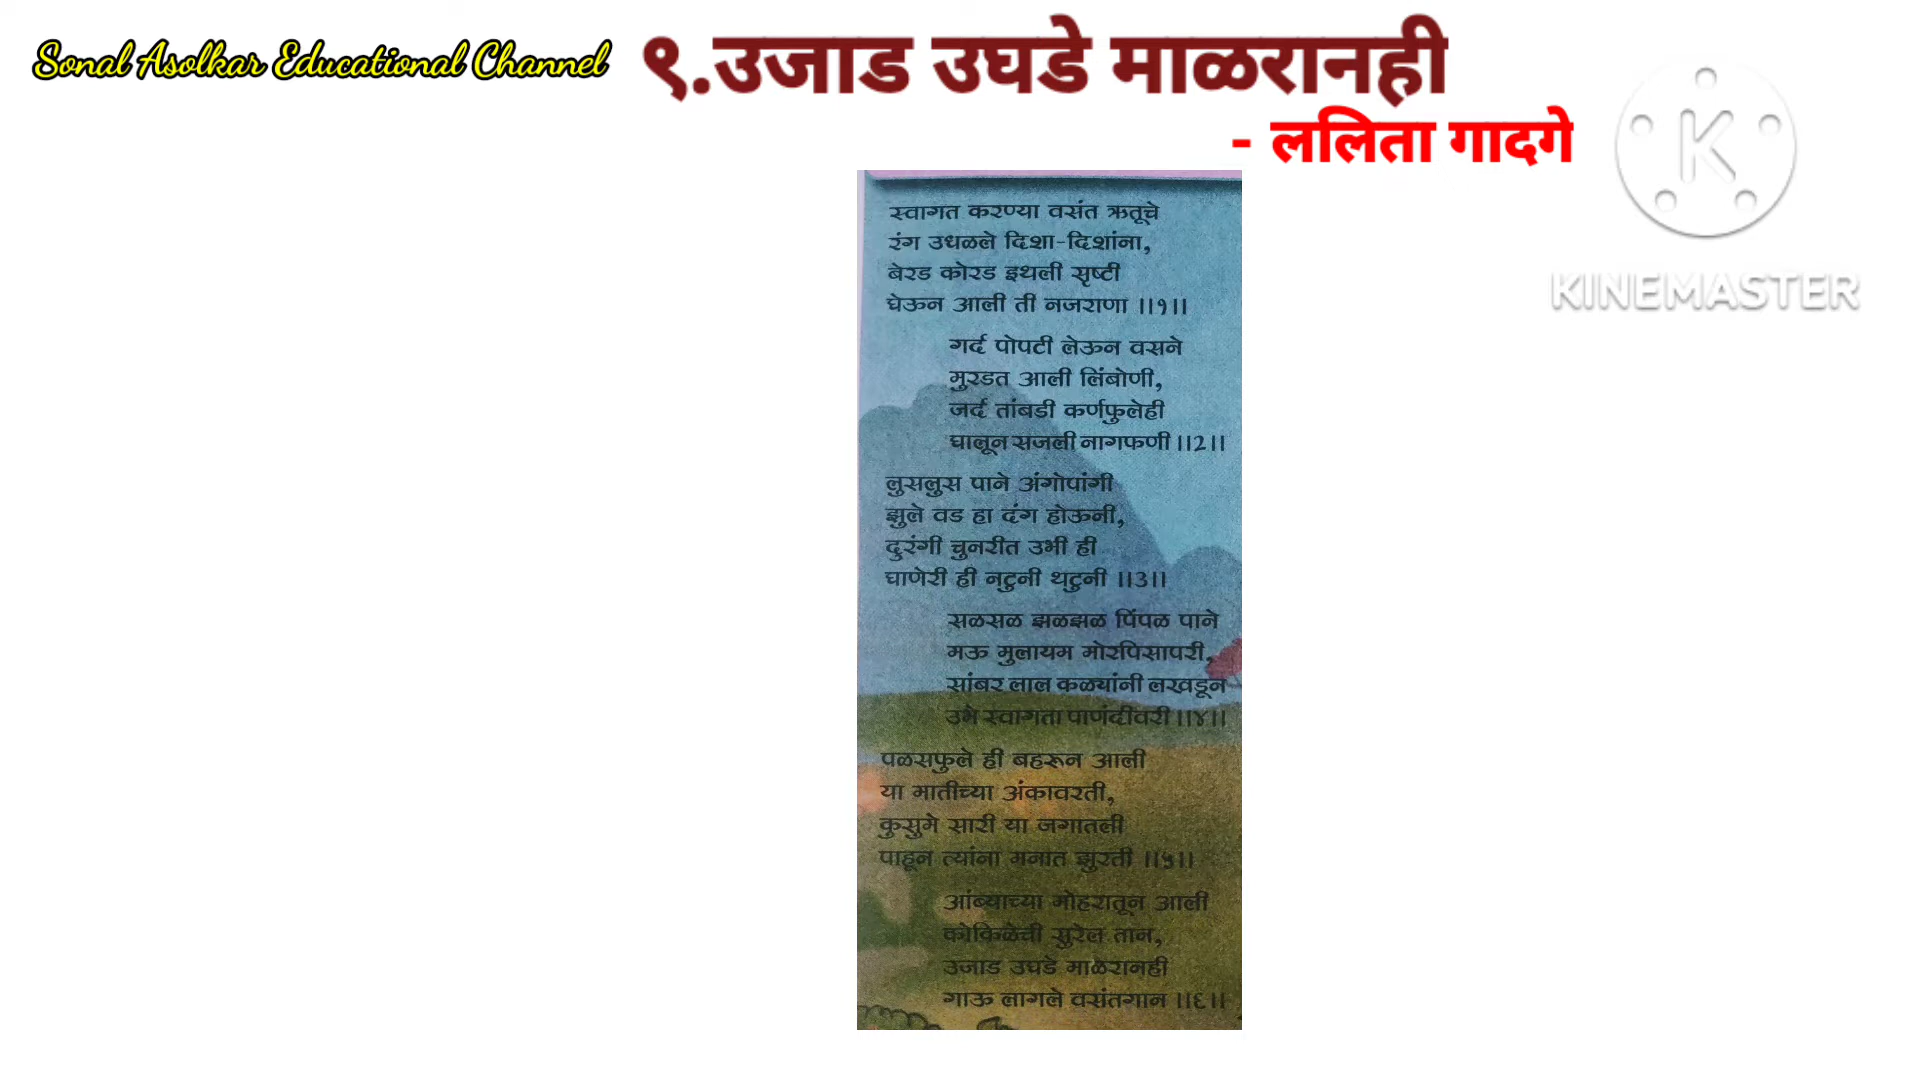 Sonal Asolkar Educational Channel
९.उजाड उघडे माळरानही
- ललिता गादगे
KINEMASTER
स्वागत करण्या वसंत ऋतूचे
रंग उधळले दिशा-दिशांना,
बेरड कोरड इथली सृष्टी
घेऊन आली ती नजराणा ।।१।।
गर्द पोपटी लेऊन वसने
मुरडत आली लिंबोणी,
जर्द तांबडी कर्णफुलेही
घालून सजली नागफणी ।।2।।
लुसलुस पाने अंगोपांगी
झुले वड हा दंग होऊनी,
दुरंगी चुनरीत उभी ही
घाणेरी ही नटुनी थटुनी ।।3।।
सळसळ झळझळ पिंपळ पाने
मऊ मुलायम मोरपिसापरी,
सांबर लाल कळ्यांनी लखडून
उभे स्वागता पाणंदीवरी ।।४।।
पळसफुले ही बहरून आली
या मातीच्या अंकावरती,
कुसुमे सारी या जगातली
पाहून त्यांना मनात झुरती ।।५।।
आंब्याच्या मोहरातून आली
कोकिळेची सुरेल तान,
उजाड उघडे माळरानही
गाऊ लागले वसंतगान ।।६।।